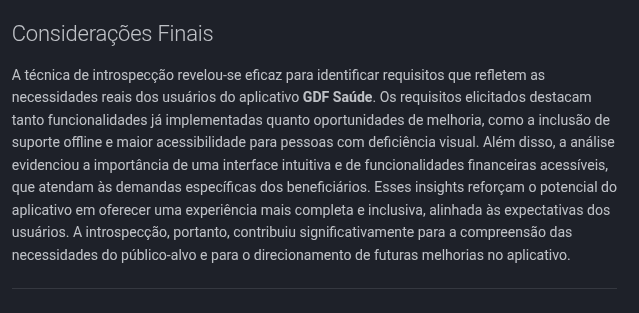 Considerações Finais
A técnica de introspecção revelou-se eficaz para identificar requisitos que refletem as
necessidades reais dos usuários do aplicativo GDF Saúde. Os requisitos elicitados destacam
tanto funcionalidades já implementadas quanto oportunidades de melhoria, como a inclusão de
suporte offline e maior acessibilidade para pessoas com deficiência visual. Além disso, a análise
evidenciou a importância de uma interface intuitiva e de funcionalidades financeiras acessíveis,
que atendam às demandas específicas dos beneficiários. Esses insights reforçam o potencial do
aplicativo em oferecer uma experiência mais completa e inclusiva, alinhada às expectativas dos
usuários. A introspecção, portanto, contribuiu significativamente para a compreensão das
necessidades do público-alvo e para o direcionamento de futuras melhorias no aplicativo.